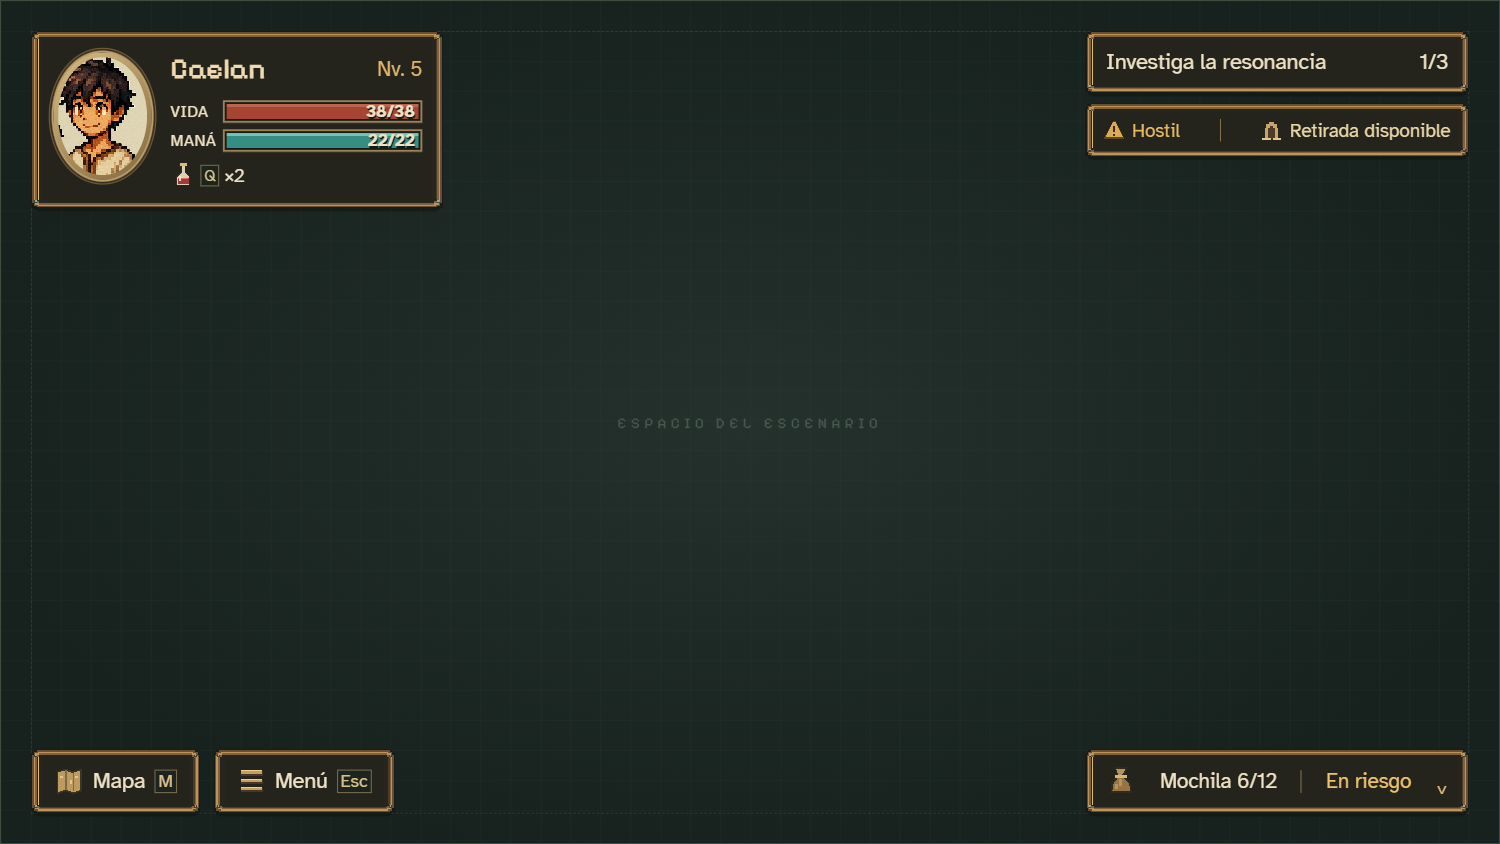 Caelan
Nv. 5
VIDA 38/38
MANÁ 22/22
Q ×2
Investiga la resonancia 1/3
Hostil
Retirada disponible
ESPACIO DEL ESCENARIO
Mapa M
Menú Esc
Mochila 6/12
En riesgo v